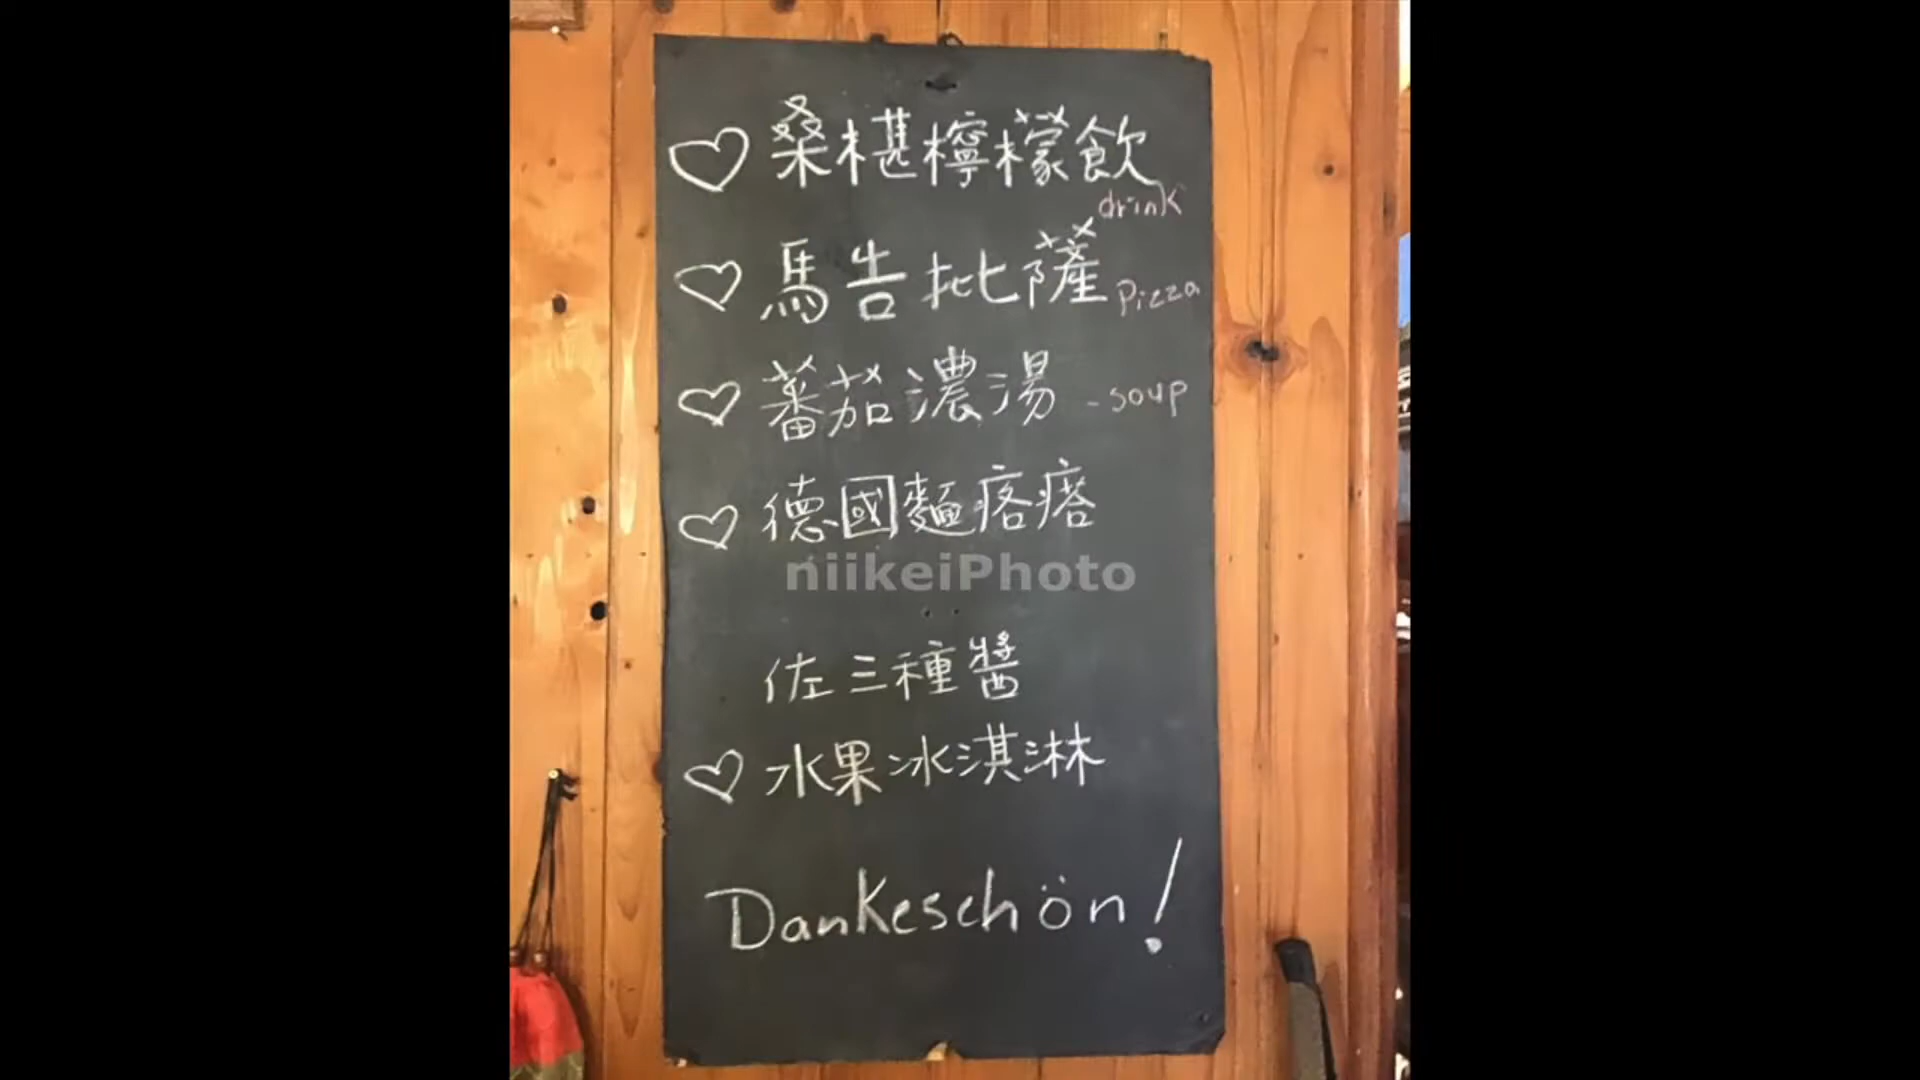 ♡ 桑椹檸檬飲
drink
♡ 馬告批薩 Pizza
♡ 蕃茄濃湯 - soup
♡ 德國麵疙瘩
niikeiPhoto
佐三種醬
♡ 水果冰淇淋
Dankeschön!